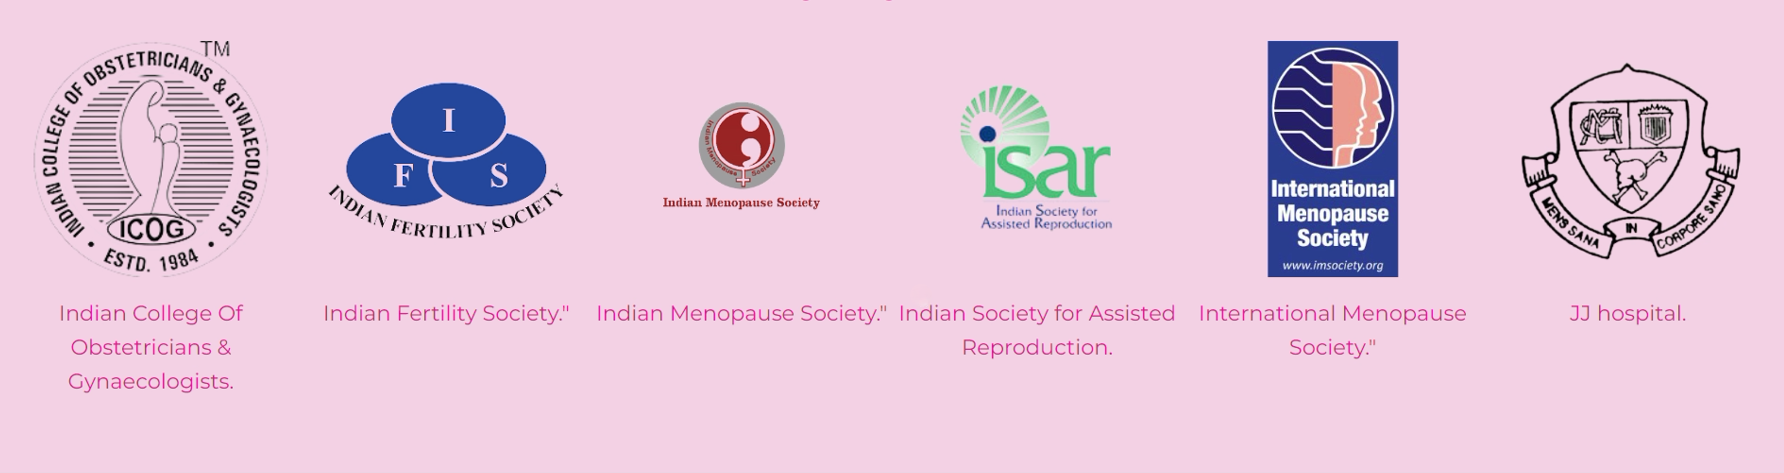 TM
INDIAN COLLEGE OF OBSTETRICIANS & GYNAECOLOGISTS
ICOG
• ESTD. 1984 •
I
F S
INDIAN FERTILITY SOCIETY
Indian Menopause Society
Indian Menopause Society
isar
Indian Society for
Assisted Reproduction
International
Menopause
Society
www.imsociety.org
MENS SANA IN CORPORE SANO
Indian College Of
Obstetricians &
Gynaecologists.
Indian Fertility Society."
Indian Menopause Society."
Indian Society for Assisted
Reproduction.
International Menopause
Society."
JJ hospital.